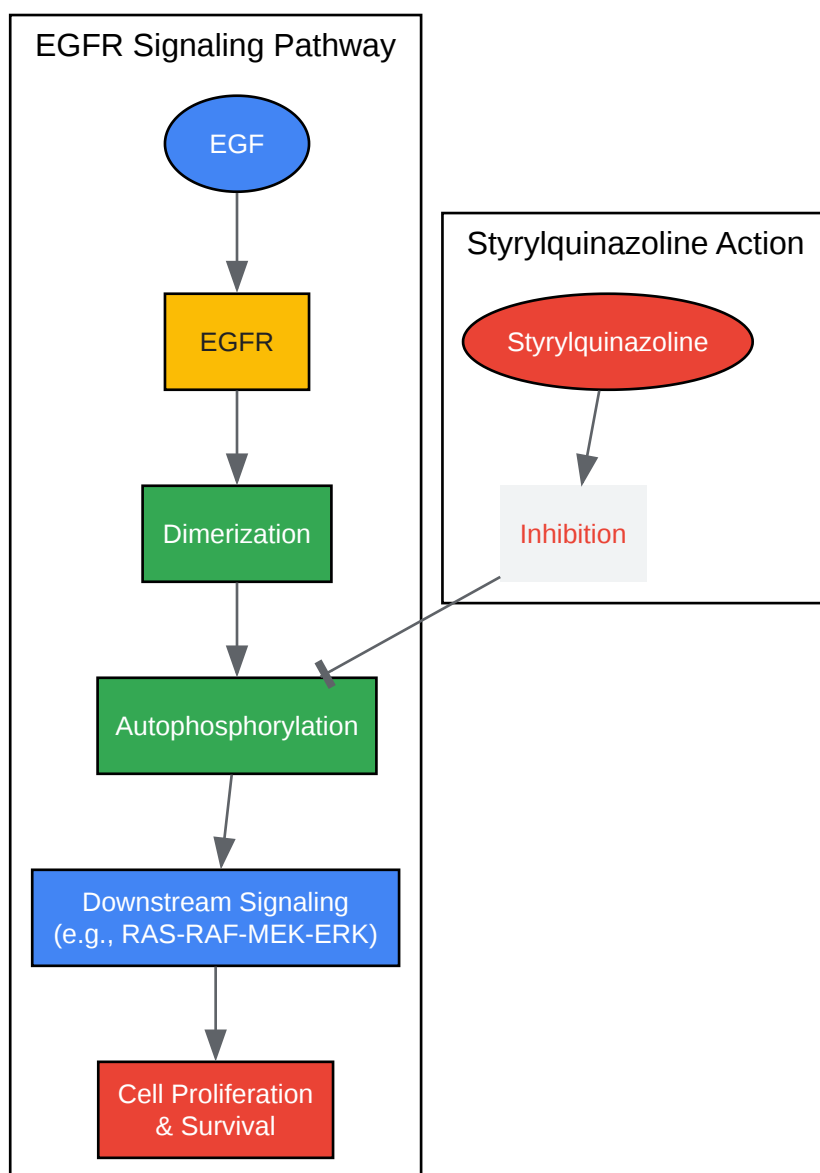 EGFR Signaling Pathway
EGF
EGFR
Dimerization
Autophosphorylation
Downstream Signaling
(e.g., RAS-RAF-MEK-ERK)
Cell Proliferation
& Survival
Styrylquinazoline Action
Styrylquinazoline
Inhibition